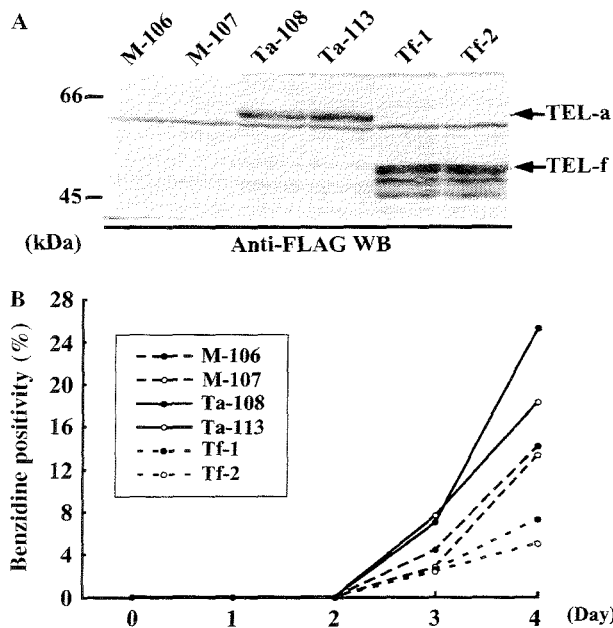 A
M-106 M-107 Ta-108 Ta-113 Tf-1 Tf-2
66
TEL-a
TEL-f
45
(kDa)
Anti-FLAG WB
B
Benzidine positivity (%)
28
24
20
16
12
8
4
0
M-106
M-107
Ta-108
Ta-113
Tf-1
Tf-2
0 1 2 3 4 (Day)